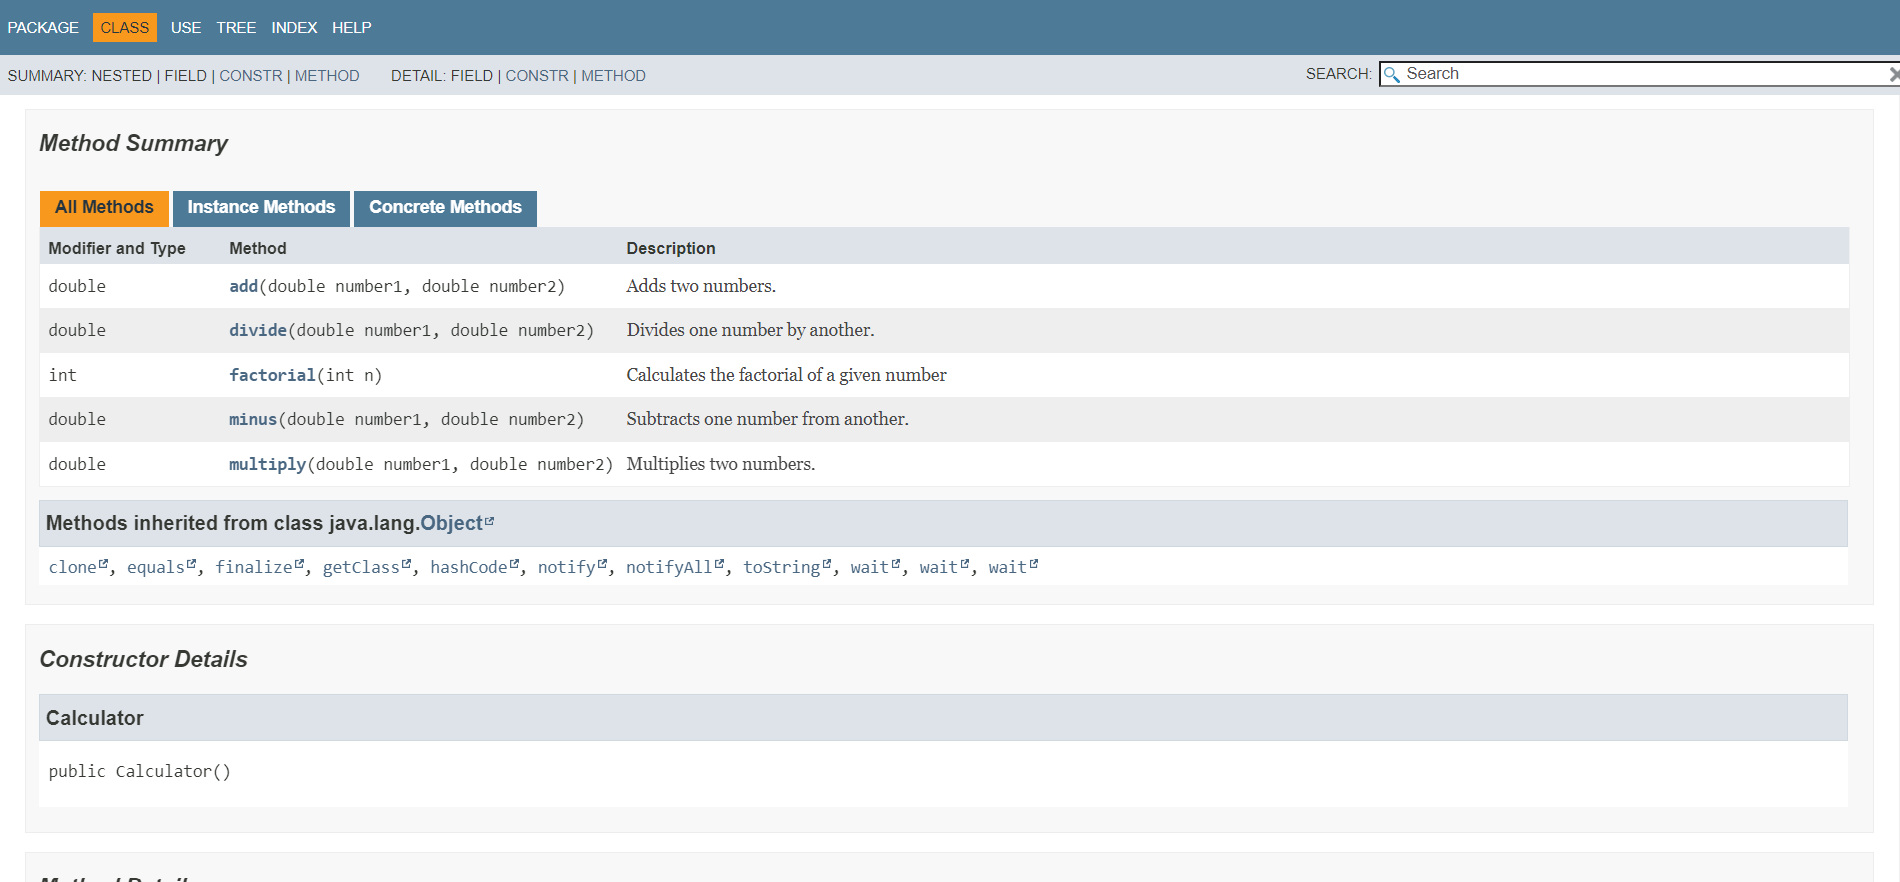 PACKAGE CLASS USE TREE INDEX HELP
SUMMARY: NESTED | FIELD | CONSTR | METHOD DETAIL: FIELD | CONSTR | METHOD SEARCH: Search
Method Summary
All Methods Instance Methods Concrete Methods
Modifier and Type Method Description
double add(double number1, double number2) Adds two numbers.
double divide(double number1, double number2) Divides one number by another.
int factorial(int n) Calculates the factorial of a given number
double minus(double number1, double number2) Subtracts one number from another.
double multiply(double number1, double number2) Multiplies two numbers.
Methods inherited from class java.lang.Object
clone, equals, finalize, getClass, hashCode, notify, notifyAll, toString, wait, wait, wait
Constructor Details
Calculator
public Calculator()
Method Details